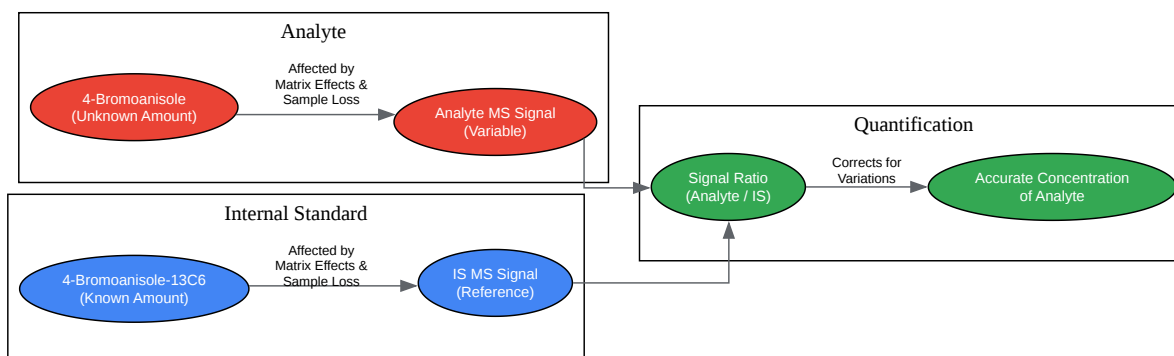 Analyte
Affected by
Matrix Effects &
Sample Loss
4-Bromoanisole
(Unknown Amount)
Analyte MS Signal
(Variable)
Internal Standard
Affected by
Matrix Effects &
Sample Loss
4-Bromoanisole-13C6
(Known Amount)
IS MS Signal
(Reference)
Quantification
Signal Ratio
(Analyte / IS)
Corrects for
Variations
Accurate Concentration
of Analyte